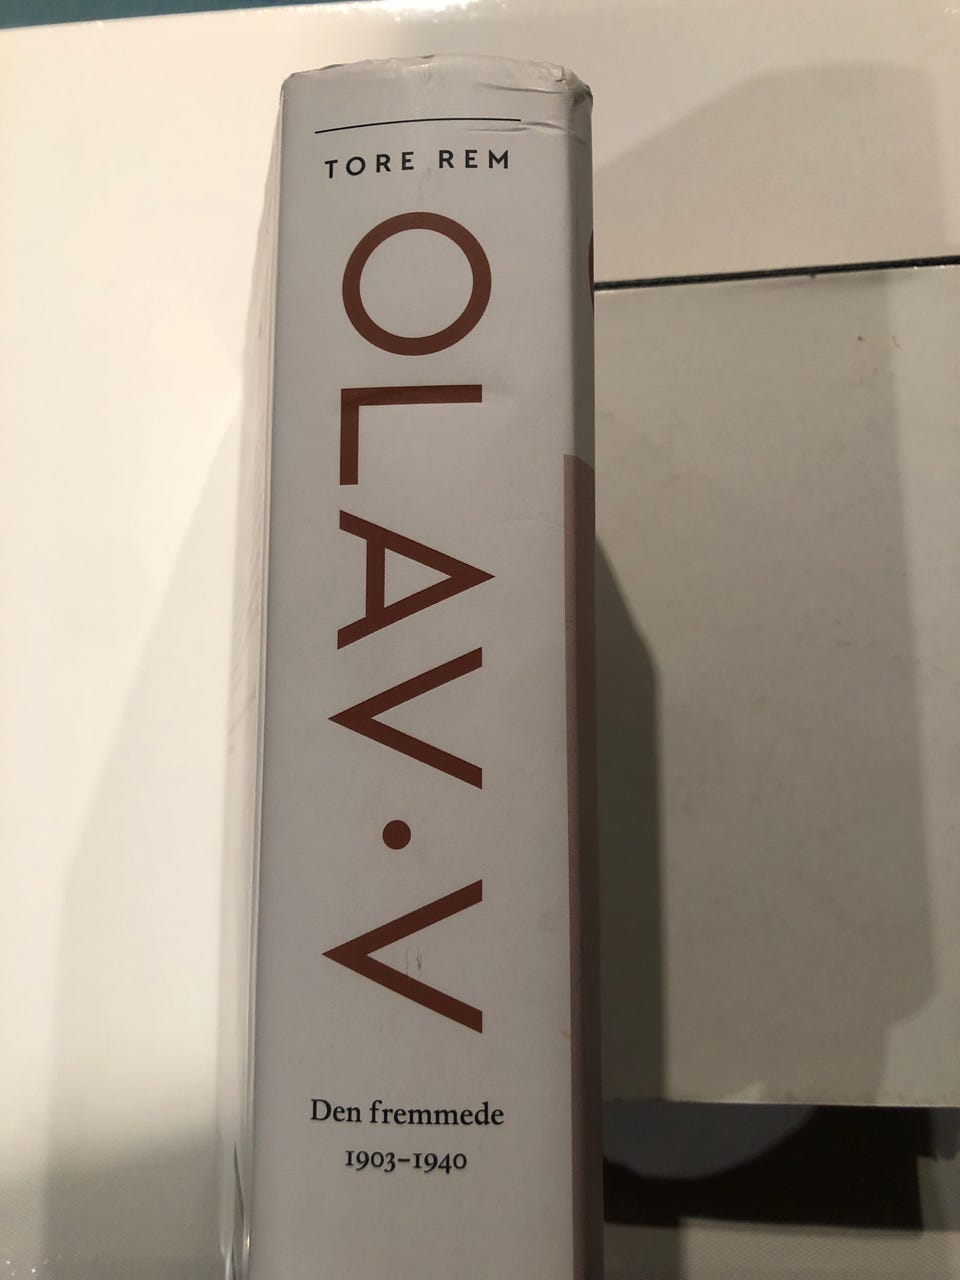 TORE REM
OLAV • V
Den fremmede
1903–1940